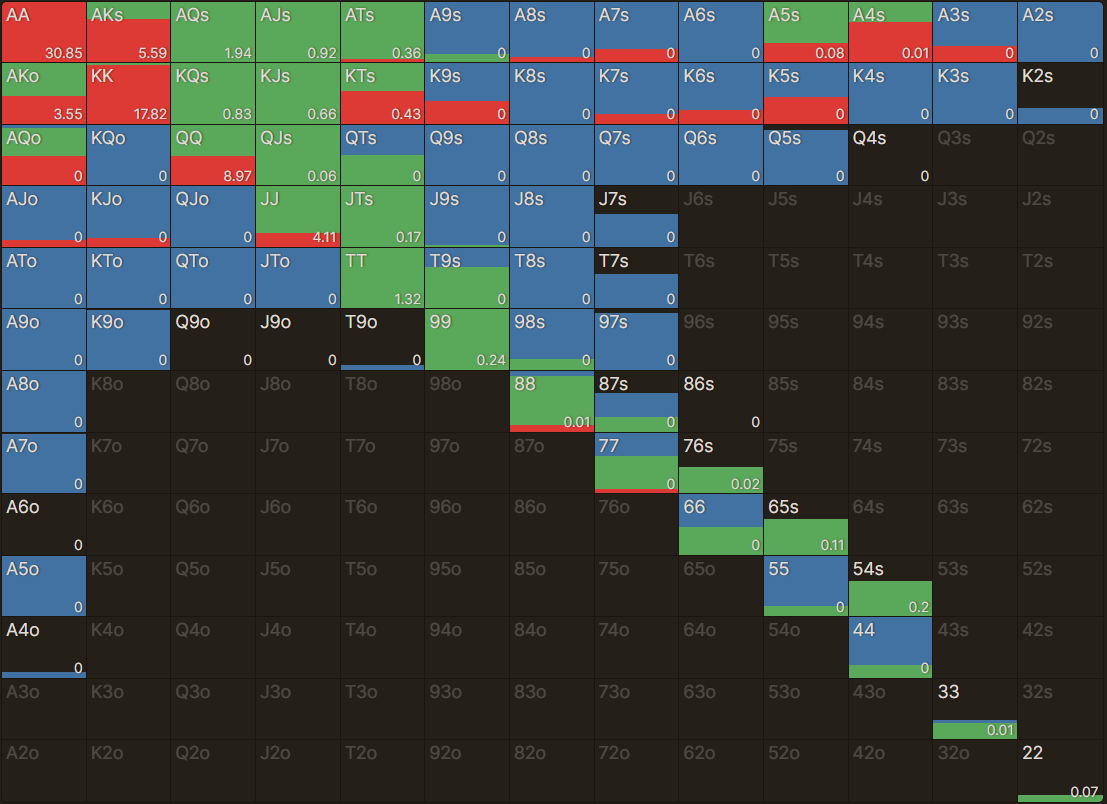 AA AKs AQs AJs ATs A9s A8s A7s A6s A5s A4s A3s A2s
30.85 5.59 1.94 0.92 0.36 0 0 0 0 0.08 0.01 0 0
AKo KK KQs KJs KTs K9s K8s K7s K6s K5s K4s K3s K2s
3.55 17.82 0.83 0.66 0.43 0 0 0 0 0 0 0 0
AQo KQo QQ QJs QTs Q9s Q8s Q7s Q6s Q5s Q4s Q3s Q2s
0 0 8.97 0.06 0 0 0 0 0 0 0
AJo KJo QJo JJ JTs J9s J8s J7s J6s J5s J4s J3s J2s
0 0 0 4.11 0.17 0 0 0
ATo KTo QTo JTo TT T9s T8s T7s T6s T5s T4s T3s T2s
0 0 0 0 1.32 0 0 0
A9o K9o Q9o J9o T9o 99 98s 97s 96s 95s 94s 93s 92s
0 0 0 0 0 0.24 0 0
A8o K8o Q8o J8o T8o 98o 88 87s 86s 85s 84s 83s 82s
0 0.01 0 0
A7o K7o Q7o J7o T7o 97o 87o 77 76s 75s 74s 73s 72s
0 0 0.02
A6o K6o Q6o J6o T6o 96o 86o 76o 66 65s 64s 63s 62s
0 0 0.11
A5o K5o Q5o J5o T5o 95o 85o 75o 65o 55 54s 53s 52s
0 0 0.2
A4o K4o Q4o J4o T4o 94o 84o 74o 64o 54o 44 43s 42s
0 0
A3o K3o Q3o J3o T3o 93o 83o 73o 63o 53o 43o 33 32s
0.01
A2o K2o Q2o J2o T2o 92o 82o 72o 62o 52o 42o 32o 22
0.07